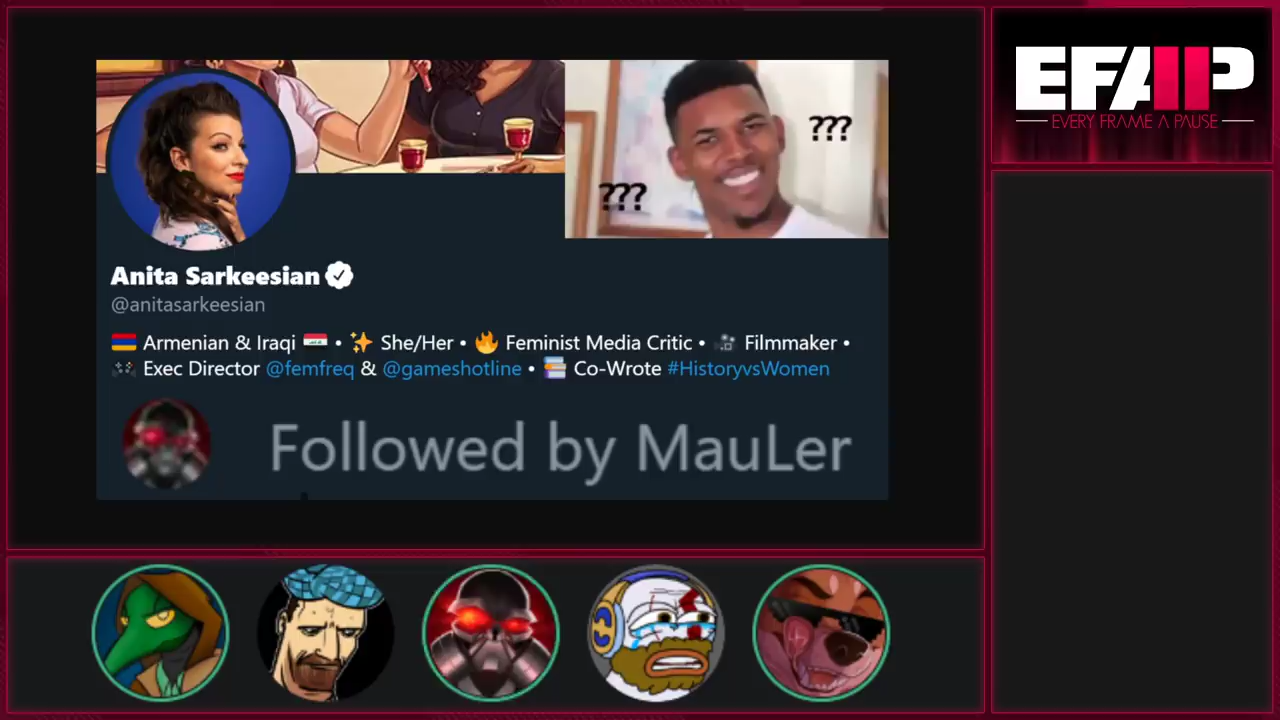 EFAP
EVERY FRAME A PAUSE
???
???
Anita Sarkeesian
@anitasarkeesian
Armenian & Iraqi • She/Her • Feminist Media Critic • Filmmaker •
Exec Director @femfreq & @gameshotline • Co-Wrote #HistoryvsWomen
Followed by MauLer